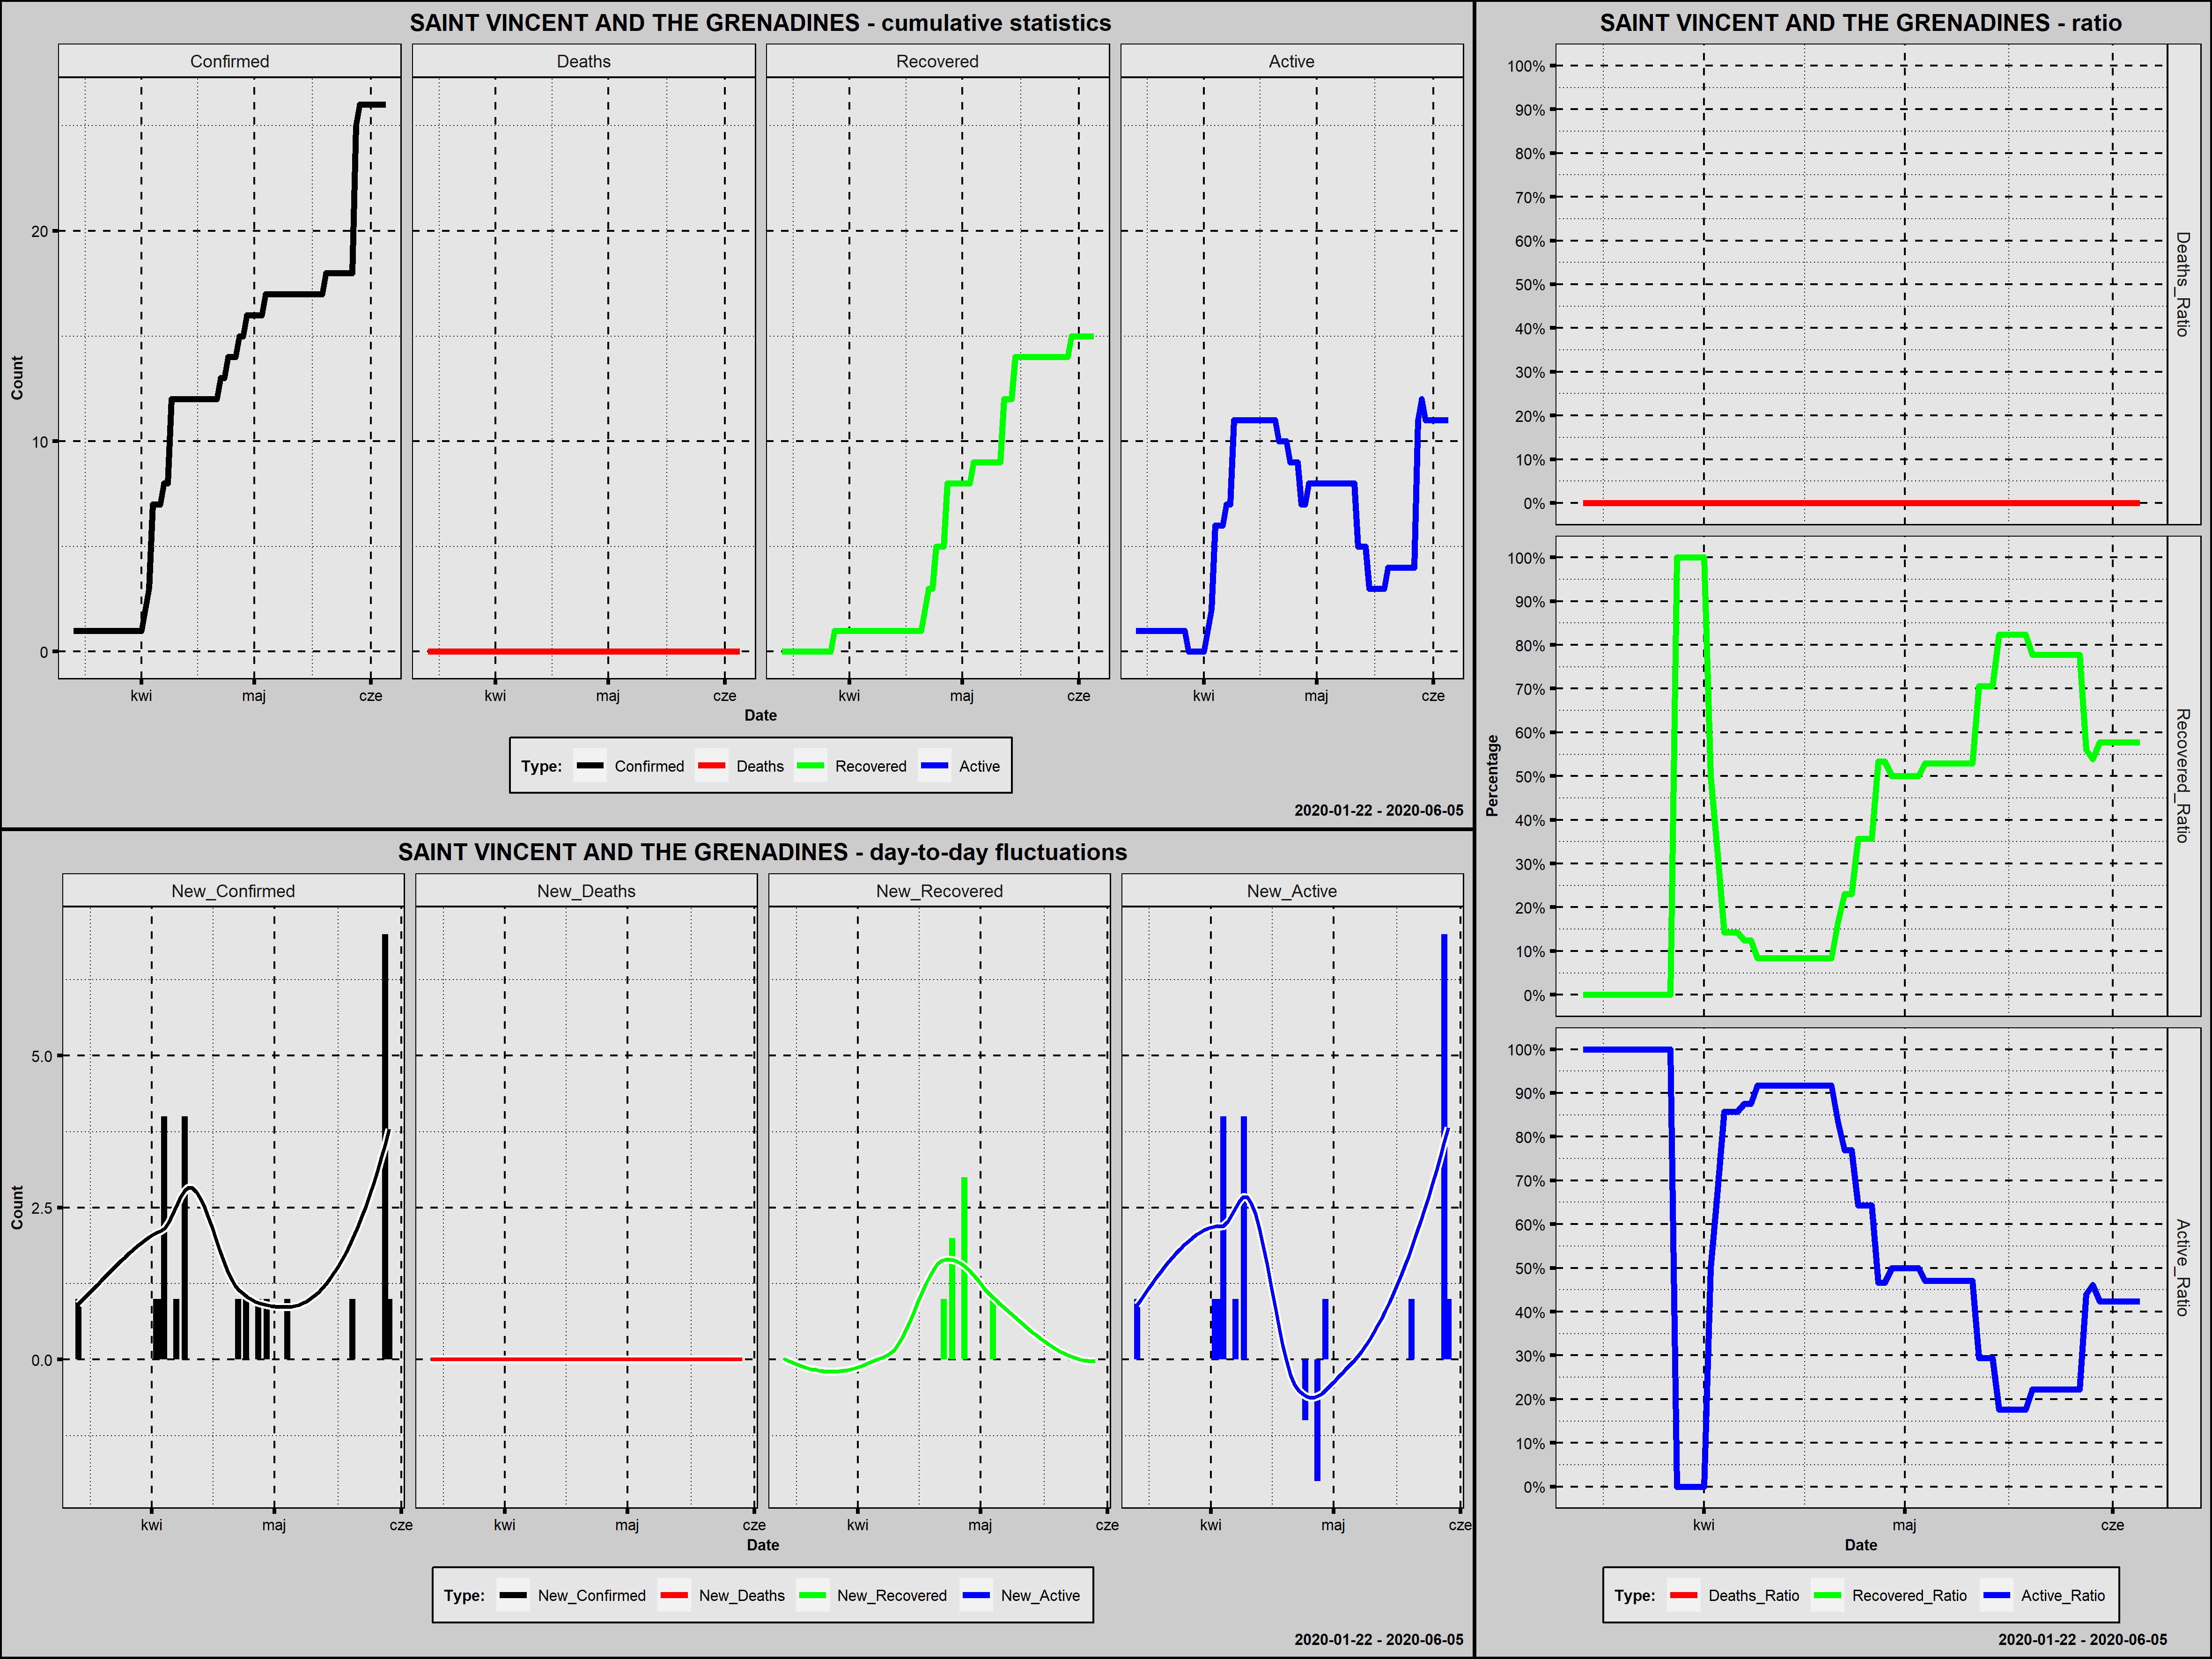 SAINT VINCENT AND THE GRENADINES - cumulative statistics
Confirmed Deaths Recovered Active
Count
20
10
0
kwi maj cze kwi maj cze kwi maj cze kwi maj cze
Date
Type: Confirmed Deaths Recovered Active
2020-01-22 - 2020-06-05
SAINT VINCENT AND THE GRENADINES - day-to-day fluctuations
New_Confirmed New_Deaths New_Recovered New_Active
Count
5.0
2.5
0.0
kwi maj cze kwi maj cze kwi maj cze kwi maj cze
Date
Type: New_Confirmed New_Deaths New_Recovered New_Active
2020-01-22 - 2020-06-05
SAINT VINCENT AND THE GRENADINES - ratio
Percentage
100%
90%
80%
70%
60%
50%
40%
30%
20%
10%
0%
Deaths_Ratio
100%
90%
80%
70%
60%
50%
40%
30%
20%
10%
0%
Recovered_Ratio
100%
90%
80%
70%
60%
50%
40%
30%
20%
10%
0%
Active_Ratio
kwi maj cze
Date
Type: Deaths_Ratio Recovered_Ratio Active_Ratio
2020-01-22 - 2020-06-05